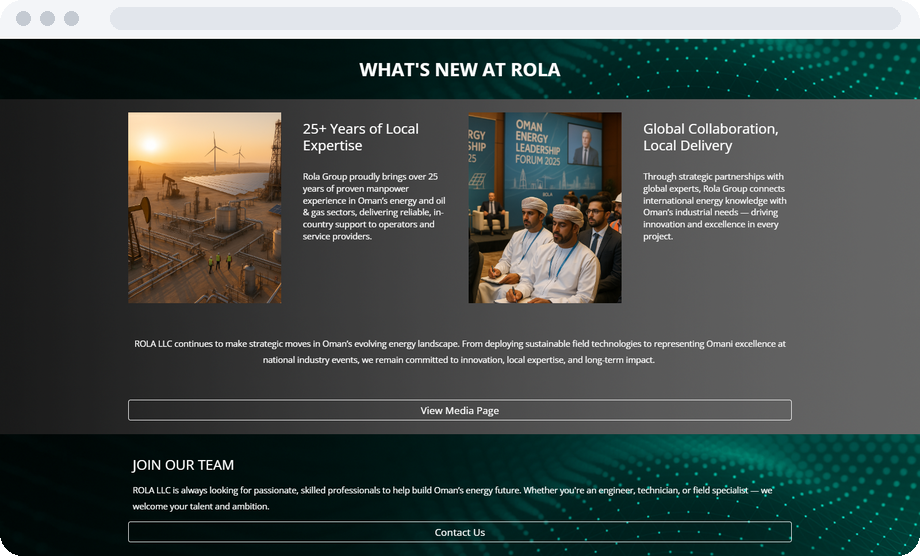 WHAT'S NEW AT ROLA
25+ Years of Local
Expertise
Rola Group proudly brings over 25
years of proven manpower
experience in Oman's energy and oil
& gas sectors, delivering reliable, in-
country support to operators and
service providers.
RGY
SHIP
25
OMAN
ENERGY
LEADERSHIP
FORUM 2025
Global Collaboration,
Local Delivery
Through strategic partnerships with
global experts, Rola Group connects
international energy knowledge with
Oman's industrial needs — driving
innovation and excellence in every
project.
ROLA LLC continues to make strategic moves in Oman's evolving energy landscape. From deploying sustainable field technologies to representing Omani excellence at
national industry events, we remain committed to innovation, local expertise, and long-term impact.
View Media Page
JOIN OUR TEAM
ROLA LLC is always looking for passionate, skilled professionals to help build Oman's energy future. Whether you're an engineer, technician, or field specialist — we
welcome your talent and ambition.
Contact Us